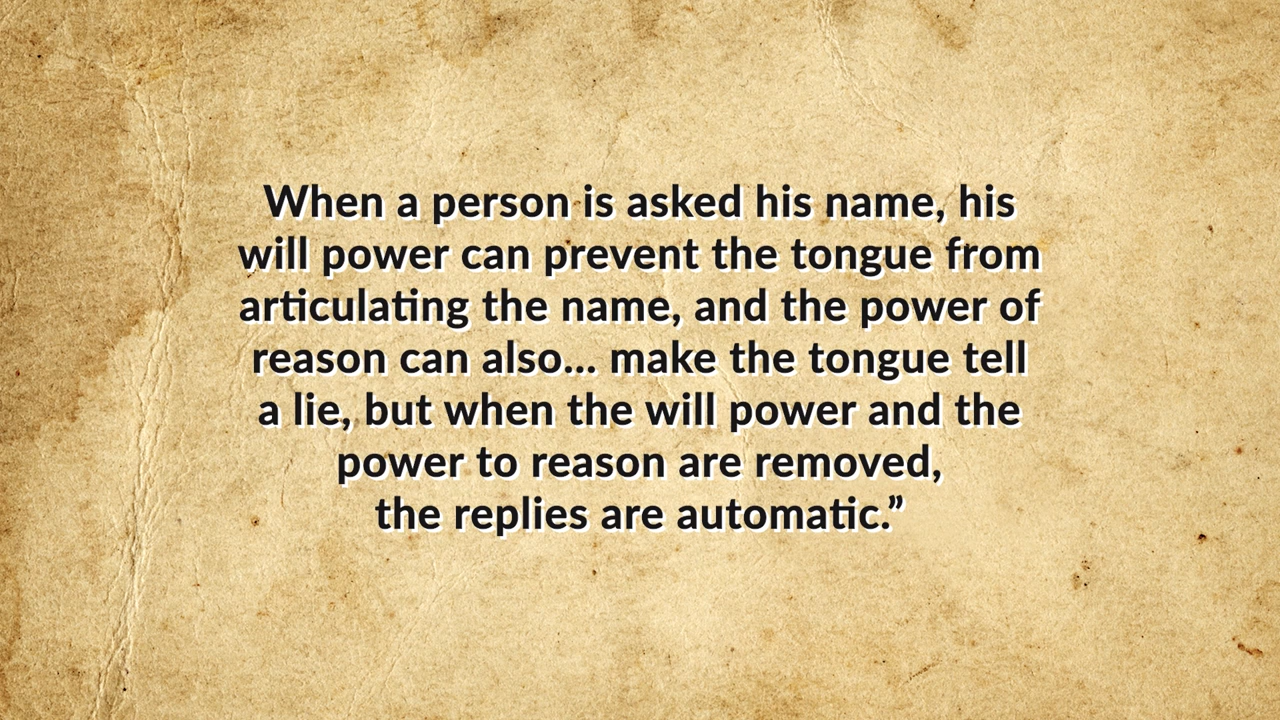 When a person is asked his name, his
will power can prevent the tongue from
articulating the name, and the power of
reason can also... make the tongue tell
a lie, but when the will power and the
power to reason are removed,
the replies are automatic.”